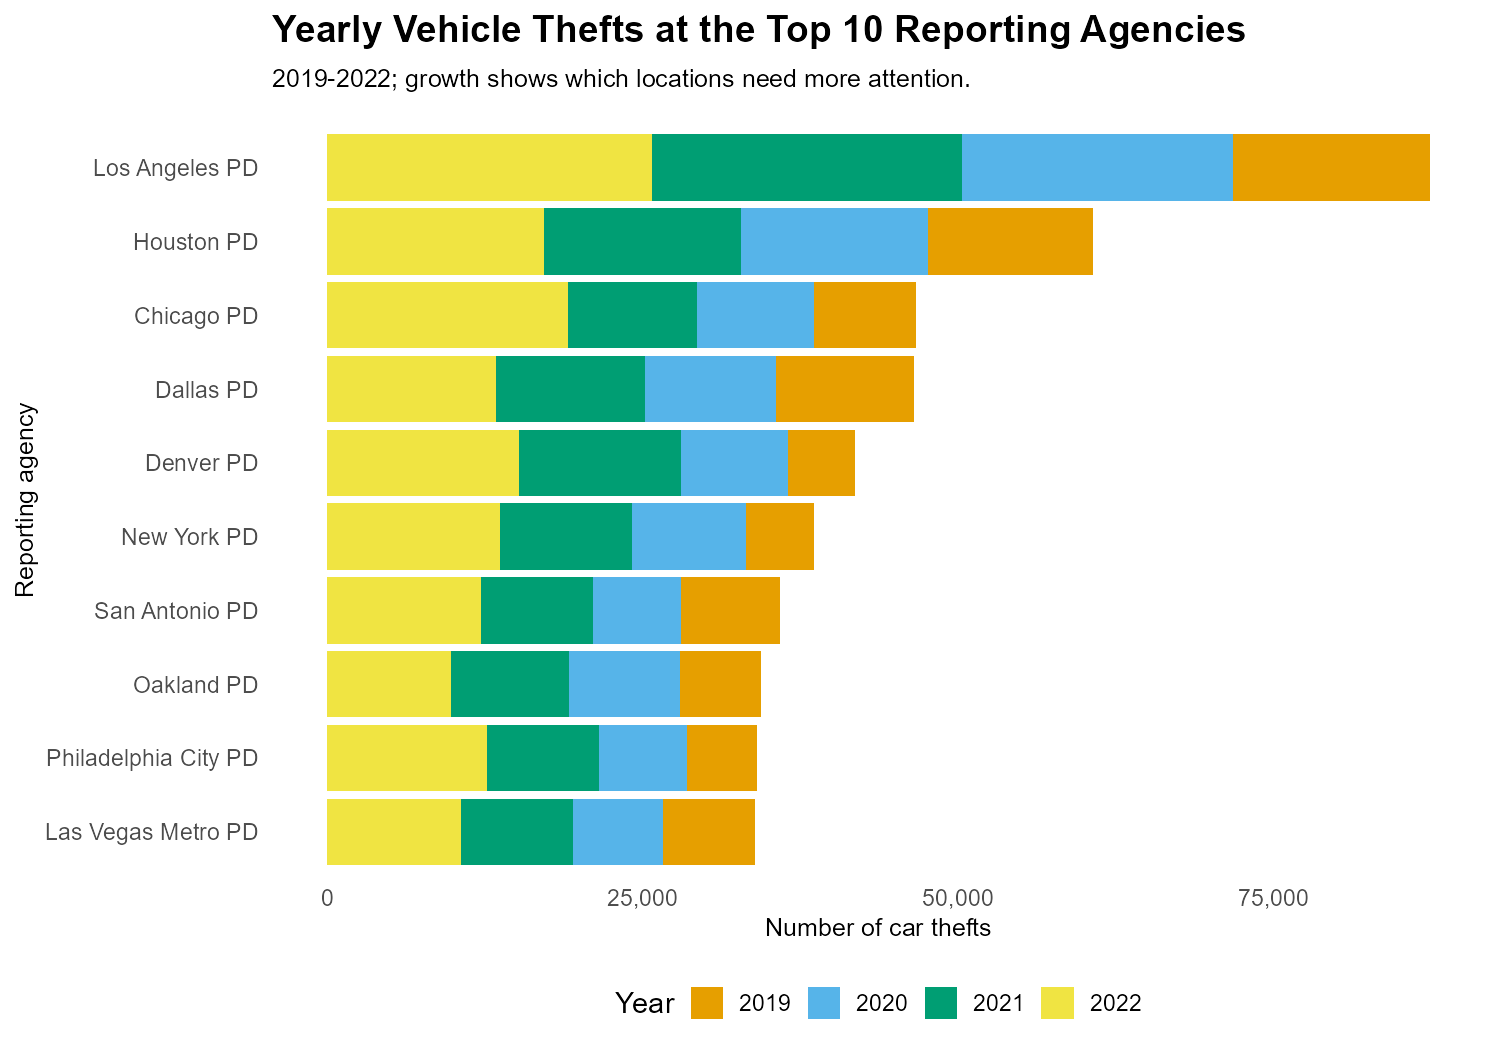 Yearly Vehicle Thefts at the Top 10 Reporting Agencies
2019-2022; growth shows which locations need more attention.
Reporting agency
Los Angeles PD
Houston PD
Chicago PD
Dallas PD
Denver PD
New York PD
San Antonio PD
Oakland PD
Philadelphia City PD
Las Vegas Metro PD
0 25,000 50,000 75,000
Number of car thefts
Year 2019 2020 2021 2022